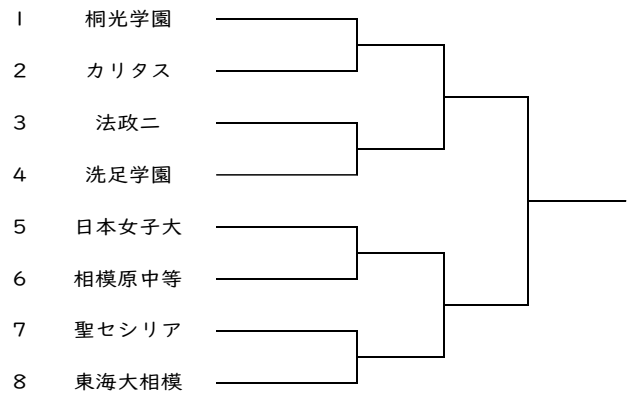 1 桐光学園
2 カリタス
3 法政二
4 洗足学園
5 日本女子大
6 相模原中等
7 聖セシリア
8 東海大相模